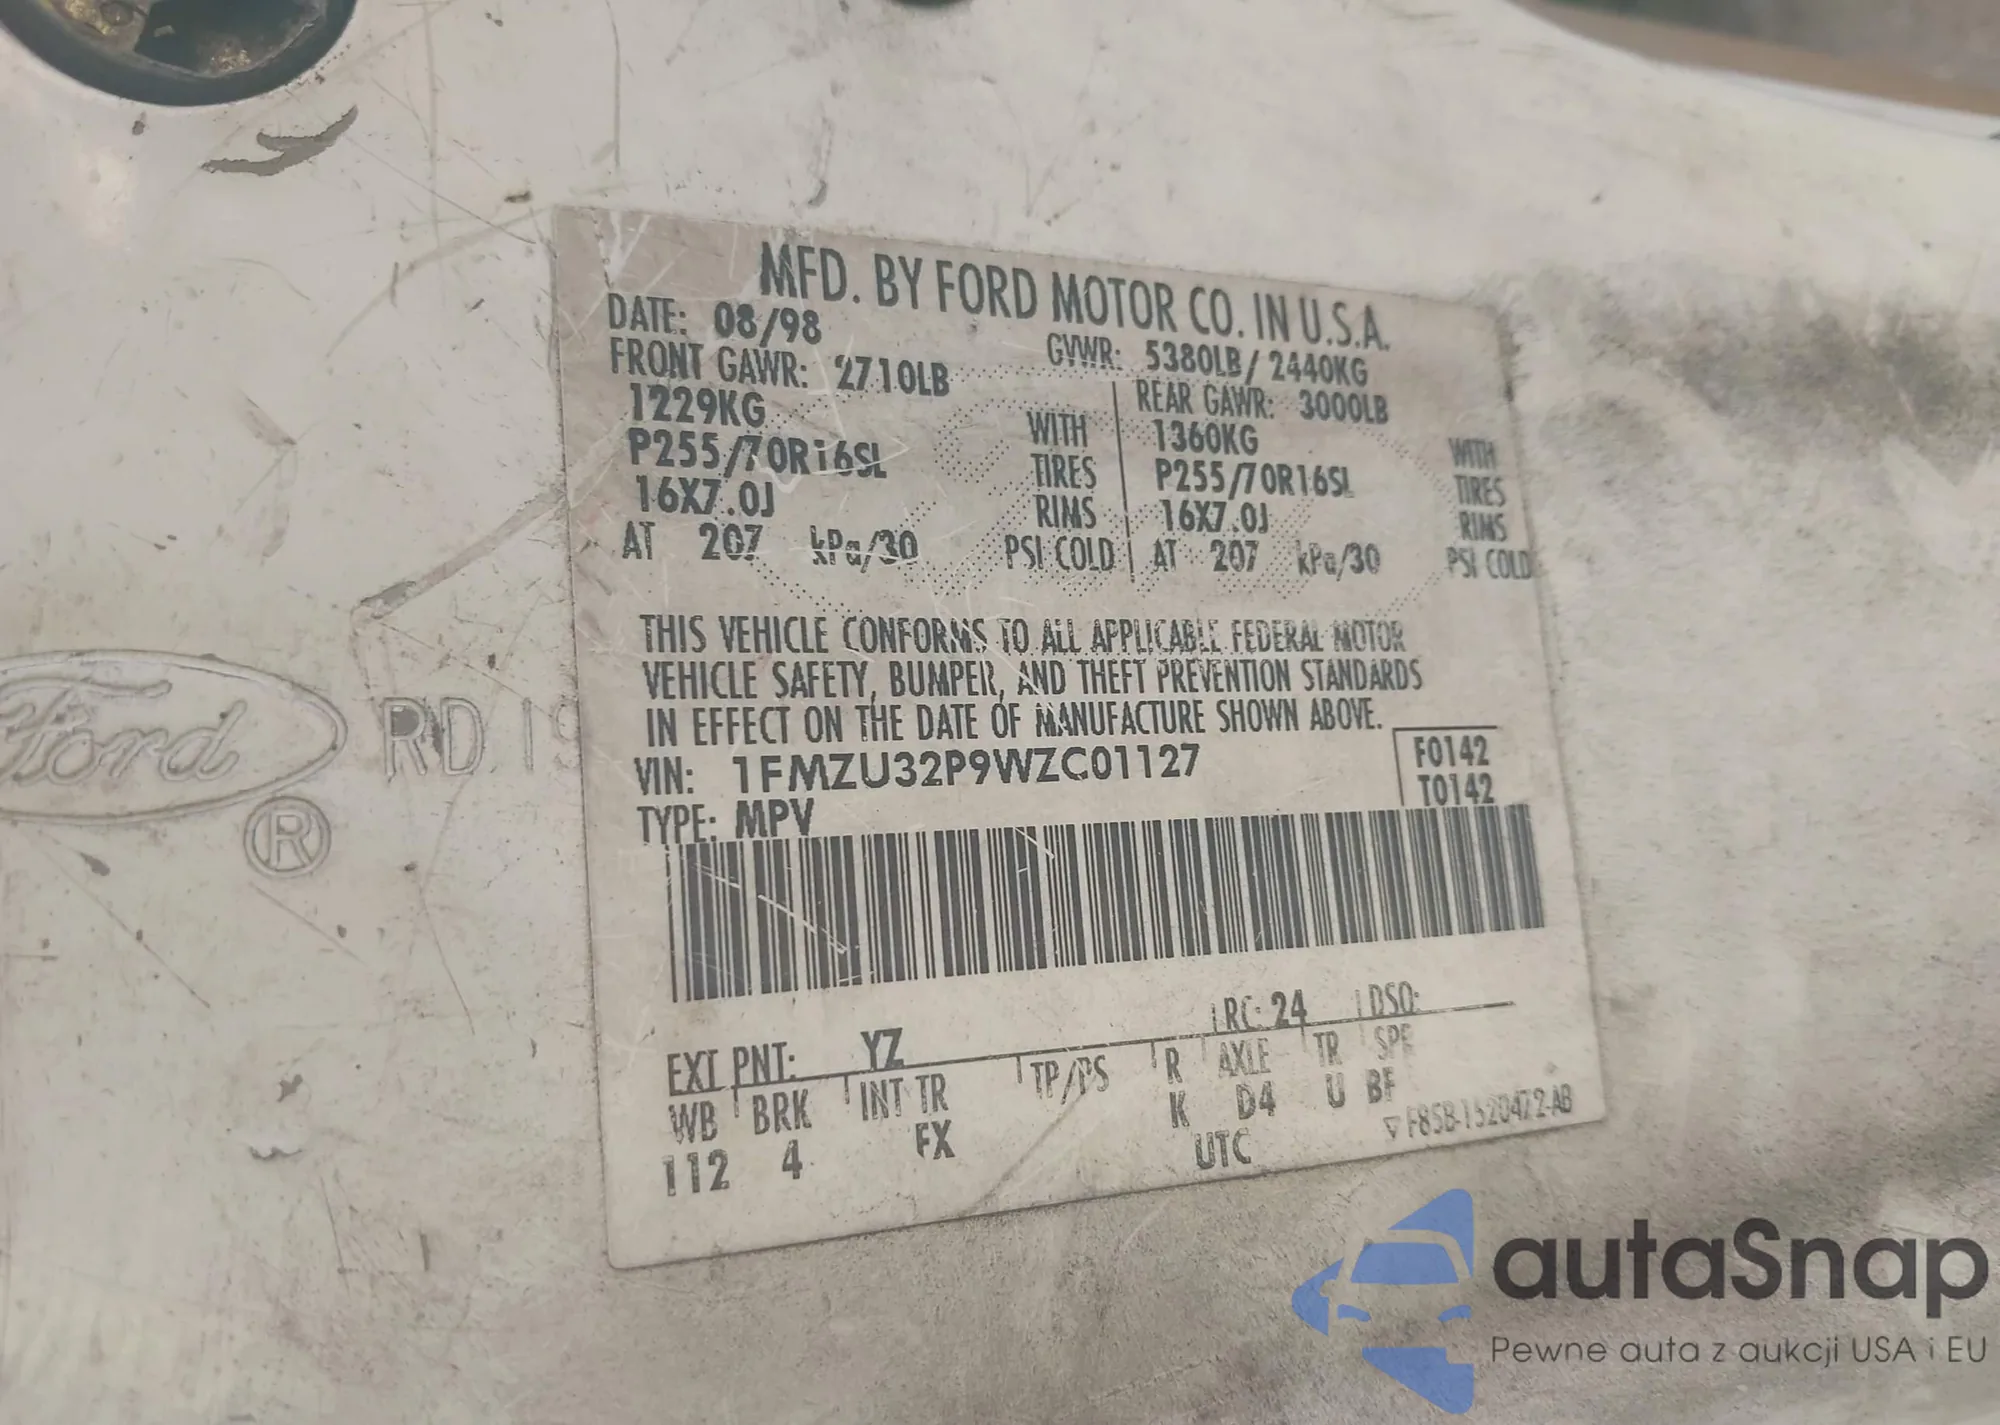 MFD. BY FORD MOTOR CO. IN U.S.A.
DATE: 08/98 GVWR: 5380LB/2440KG
FRONT GAWR: 2710LB REAR GAWR: 3000LB
1229KG WITH 1360KG WITH
P255/70R16SL TIRES P255/70R16SL TIRES
16X7.0J RIMS 16X7.0J RIMS
AT 207 kPa/30 PSI COLD AT 207 kPa/30 PSI COLD
THIS VEHICLE CONFORMS TO ALL APPLICABLE FEDERAL MOTOR
VEHICLE SAFETY, BUMPER, AND THEFT PREVENTION STANDARDS
IN EFFECT ON THE DATE OF MANUFACTURE SHOWN ABOVE.
VIN: 1FMZU32P9WZC01127 F0142
TYPE: MPV T0142
EXT PNT: YZ RC: 24 DSO:
WB BRK INT TR TP/PS R AXLE TR SPR
112 4 FX K D4 U BF
UTC F85B-1520472-AB
Ford
RD 19
®
autaSnap
Pewne auta z aukcji USA i EU